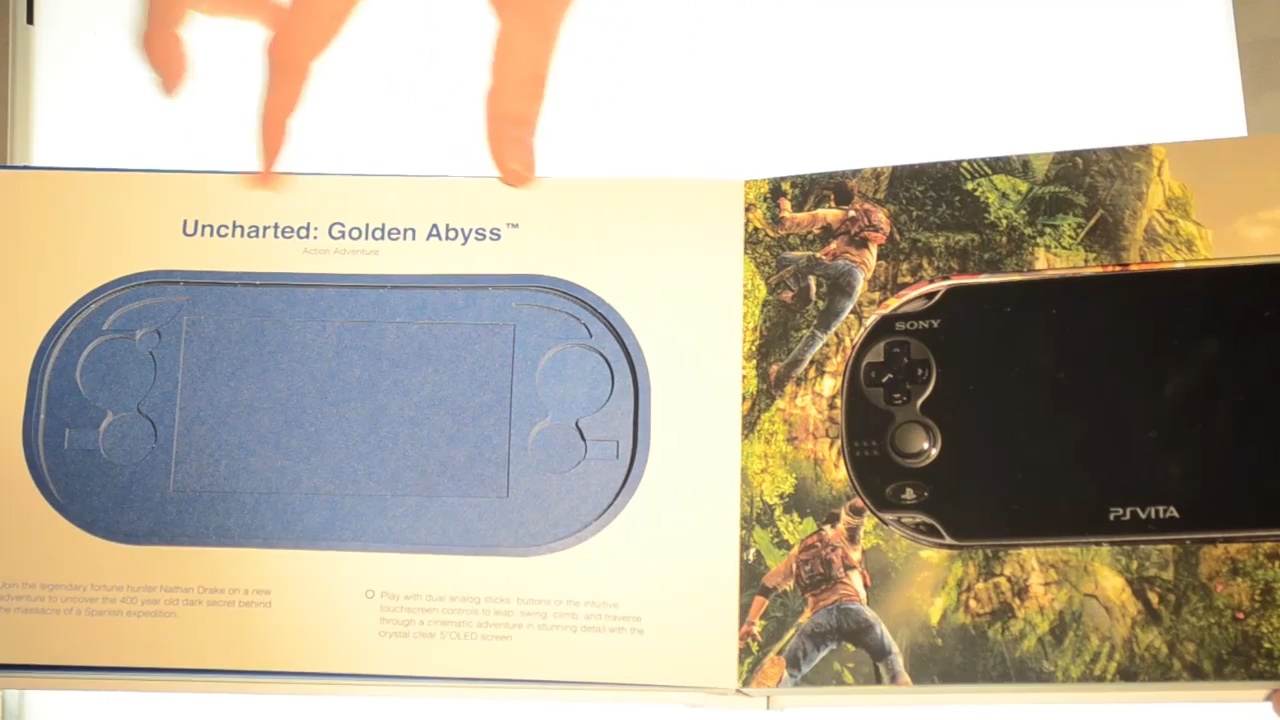 Uncharted: Golden Abyss™
Action Adventure
Join the legendary fortune hunter Nathan Drake on a new
adventure to uncover the 400 year old dark secret behind
the massacre of a Spanish expedition.
Play with dual analog sticks, buttons or the intuitive
touchscreen controls to leap, swing, climb, and traverse
through a cinematic adventure in stunning detail with the
crystal clear 5"OLED screen
SONY
PSVITA